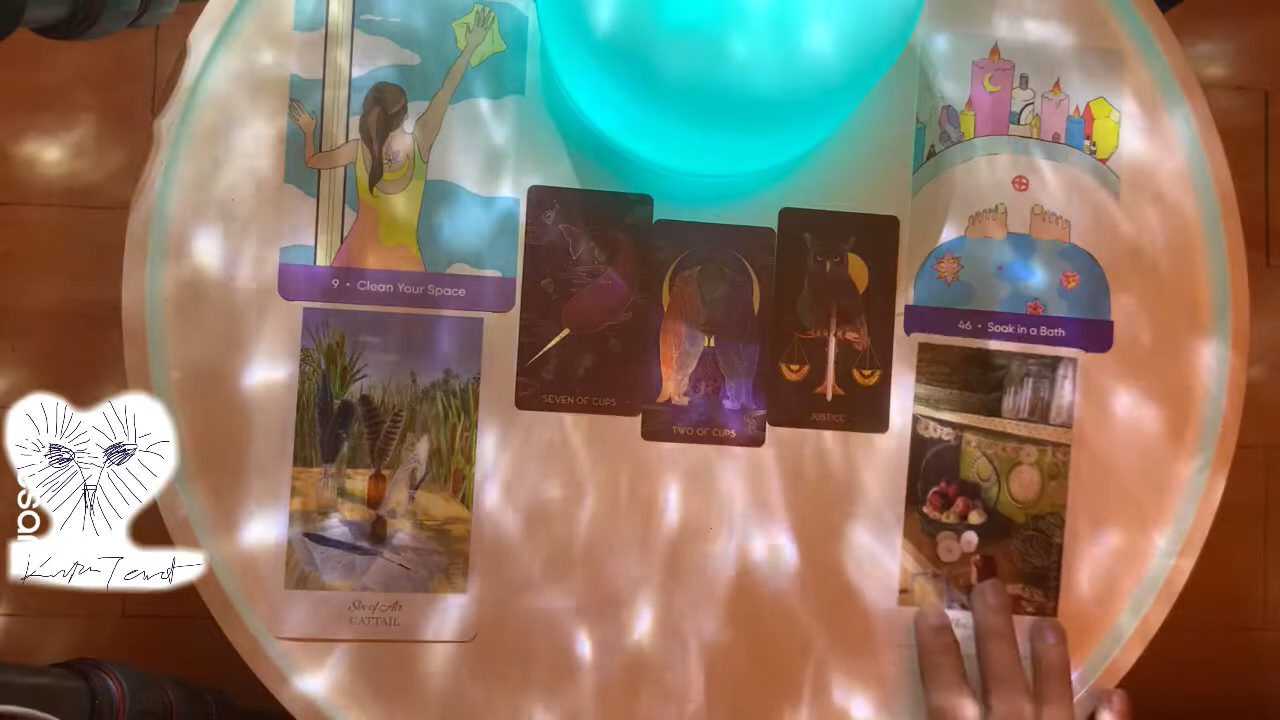 9 • Clean Your Space
46 • Soak in a Bath
SEVEN OF CUPS
TWO OF CUPS
JUSTICE
Six of Air
CATTAIL